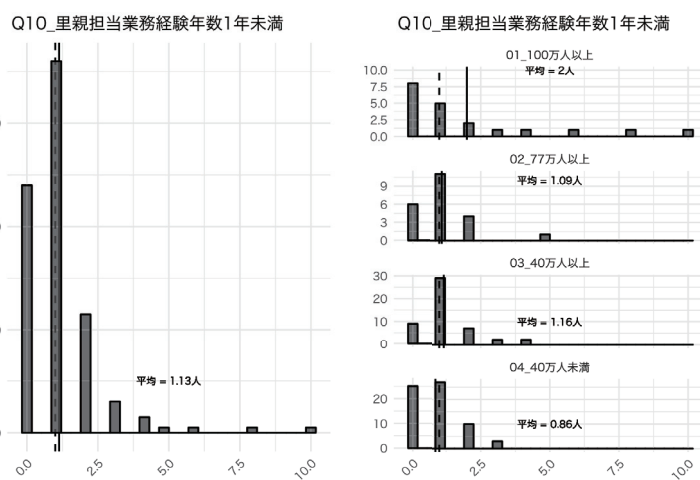 Q10_里親担当業務経験年数1年未満
平均 = 1.13人
0.0
2.5
5.0
7.5
10.0
Q10_里親担当業務経験年数1年未満
01_100万人以上
平均 = 2人
10.0
7.5
5.0
2.5
0.0
02_77万人以上
平均 = 1.09人
9
6
3
0
03_40万人以上
平均 = 1.16人
30
20
10
0
04_40万人未満
平均 = 0.86人
20
10
0
0.0
2.5
5.0
7.5
10.0